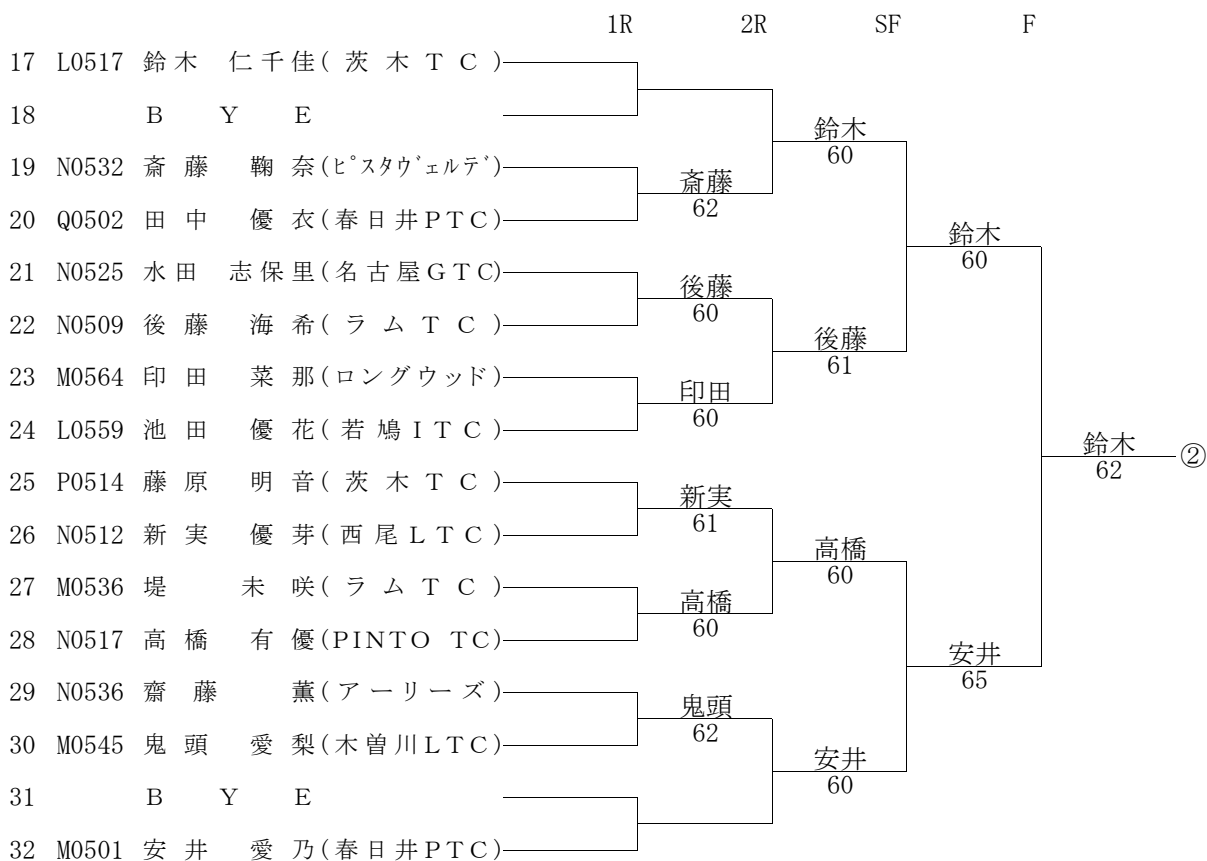 1R 2R SF F
17 L0517 鈴木 仁千佳(茨木TC)
18 BYE
鈴木
60
19 N0532 斎藤 鞠奈(ピスタヴェルデ)
斎藤
62
20 Q0502 田中 優衣(春日井PTC)
鈴木
60
21 N0525 水田 志保里(名古屋GTC)
後藤
60
22 N0509 後藤 海希(ラムTC)
後藤
61
23 M0564 印田 菜那(ロングウッド)
印田
60
24 L0559 池田 優花(若鳩ITC)
鈴木
62
②
25 P0514 藤原 明音(茨木TC)
新実
61
26 N0512 新実 優芽(西尾LTC)
高橋
60
27 M0536 堤 未咲(ラムTC)
高橋
60
28 N0517 高橋 有優(PINTO TC)
安井
65
29 N0536 齋藤 薫(アーリーズ)
鬼頭
62
30 M0545 鬼頭 愛梨(木曽川LTC)
安井
60
31 BYE
32 M0501 安井 愛乃(春日井PTC)